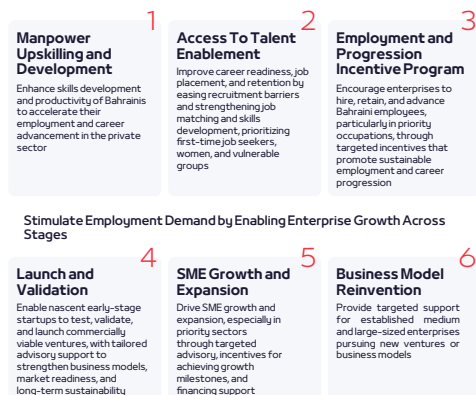 1
Manpower
Upskilling and
Development
Enhance skills development
and productivity of Bahrainis
to accelerate their
employment and career
advancement in the private
sector
2
Access To Talent
Enablement
Improve career readiness, job
placement, and retention by
easing recruitment barriers
and strengthening job
matching and skills
development, prioritizing
first-time job seekers,
women, and vulnerable
groups
3
Employment and
Progression
Incentive Program
Encourage enterprises to
hire, retain, and advance
Bahraini employees,
particularly in priority
occupations, through
targeted incentives that
promote sustainable
employment and career
progression
Stimulate Employment Demand by Enabling Enterprise Growth Across
Stages
4
Launch and
Validation
Enable nascent early-stage
startups to test, validate,
and launch commercially
viable ventures, with tailored
advisory support to
strengthen business models,
market readiness, and
long-term sustainability
5
SME Growth and
Expansion
Drive SME growth and
expansion, especially in
priority sectors
through targeted
advisory, incentives for
achieving growth
milestones, and
financing support
6
Business Model
Reinvention
Provide targeted support
for established medium
and large-sized enterprises
pursuing new ventures or
business models